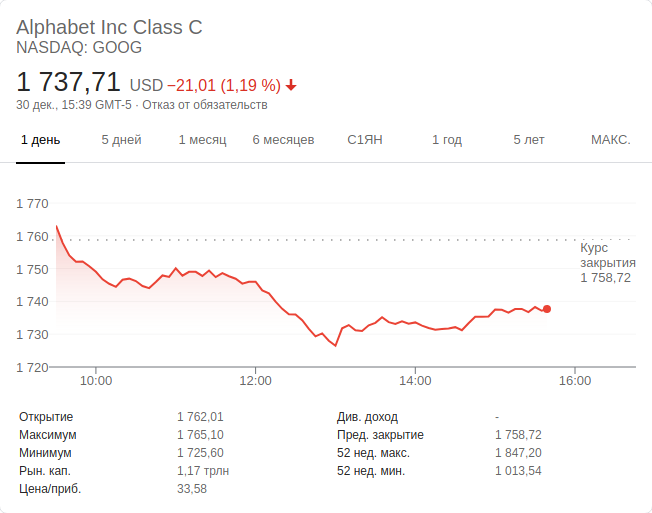 Alphabet Inc Class C
NASDAQ: GOOG
1 737,71 USD −21,01 (1,19 %)
30 дек., 15:39 GMT-5 · Отказ от обязательств
1 день 5 дней 1 месяц 6 месяцев С1ЯН 1 год 5 лет МАКС.
1 770
1 760
1 750
1 740
1 730
1 720
Курс
закрытия
1 758,72
10:00 12:00 14:00 16:00
Открытие 1 762,01 Див. доход -
Максимум 1 765,10 Пред. закрытие 1 758,72
Минимум 1 725,60 52 нед. макс. 1 847,20
Рын. кап. 1,17 трлн 52 нед. мин. 1 013,54
Цена/приб. 33,58